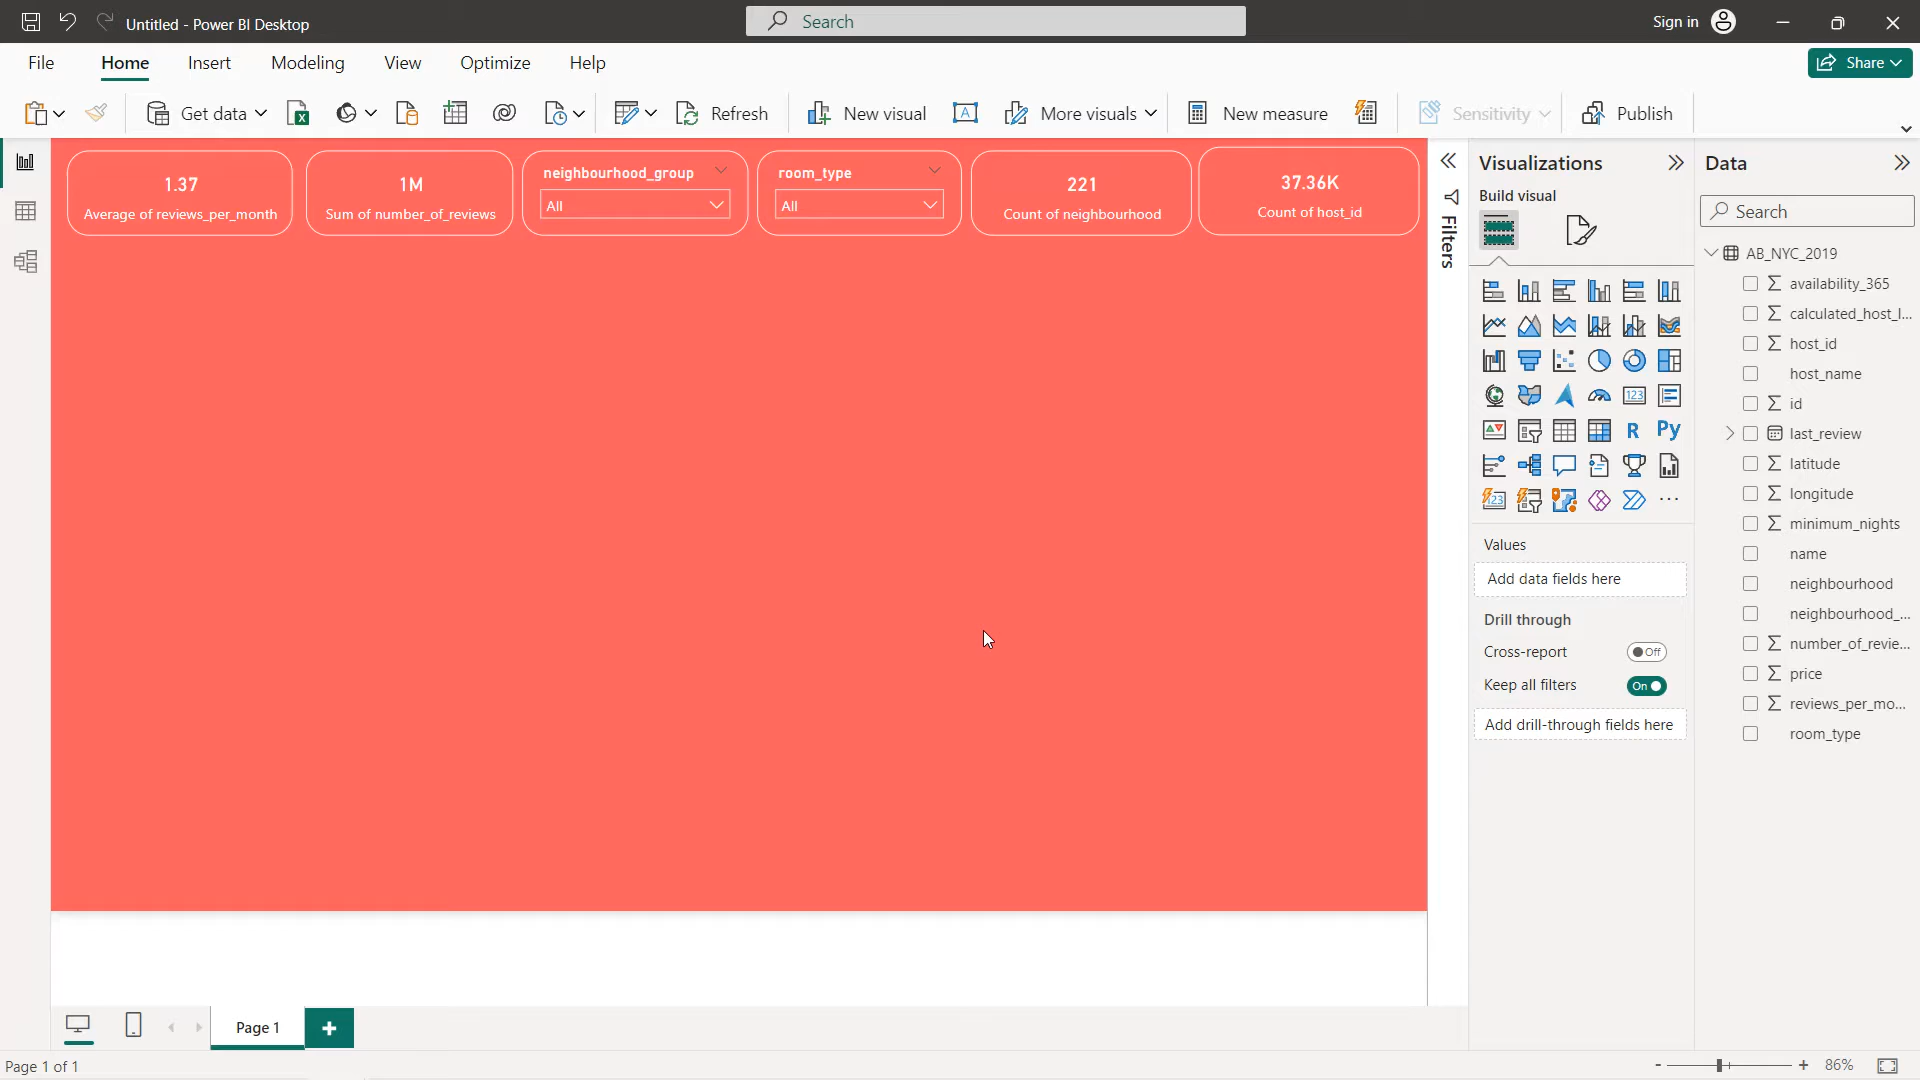 Untitled - Power BI Desktop
Search
Sign in
File
Home
Insert
Modeling
View
Optimize
Help
Share
Get data
Refresh
New visual
More visuals
New measure
Sensitivity
Publish
1.37
Average of reviews_per_month
1M
Sum of number_of_reviews
neighbourhood_group
All
room_type
All
221
Count of neighbourhood
37.36K
Count of host_id
Filters
Visualizations
Build visual
R
Py
123
123
Values
Add data fields here
Drill through
Cross-report
Off
Keep all filters
On
Add drill-through fields here
Data
Search
AB_NYC_2019
availability_365
calculated_host_l...
host_id
host_name
id
last_review
latitude
longitude
minimum_nights
name
neighbourhood
neighbourhood_...
number_of_revie...
price
reviews_per_mo...
room_type
Page 1
Page 1 of 1
- + 86%